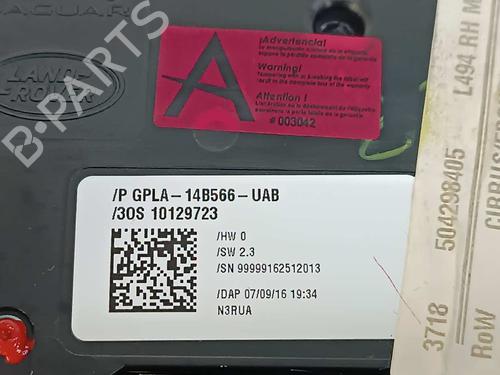 JAGUAR
LAND
ROVER
B-PARTS
A
¡Advertencia!
Warning!
Attention !
# 003042
/P GPLA-14B566-UAB
/3OS 10129723
/HW 0
/SW 2.3
/SN 99999162512013
/DAP 07/09/16 19:34
N3RUA
L494 RH M
504298405
3718
RoW